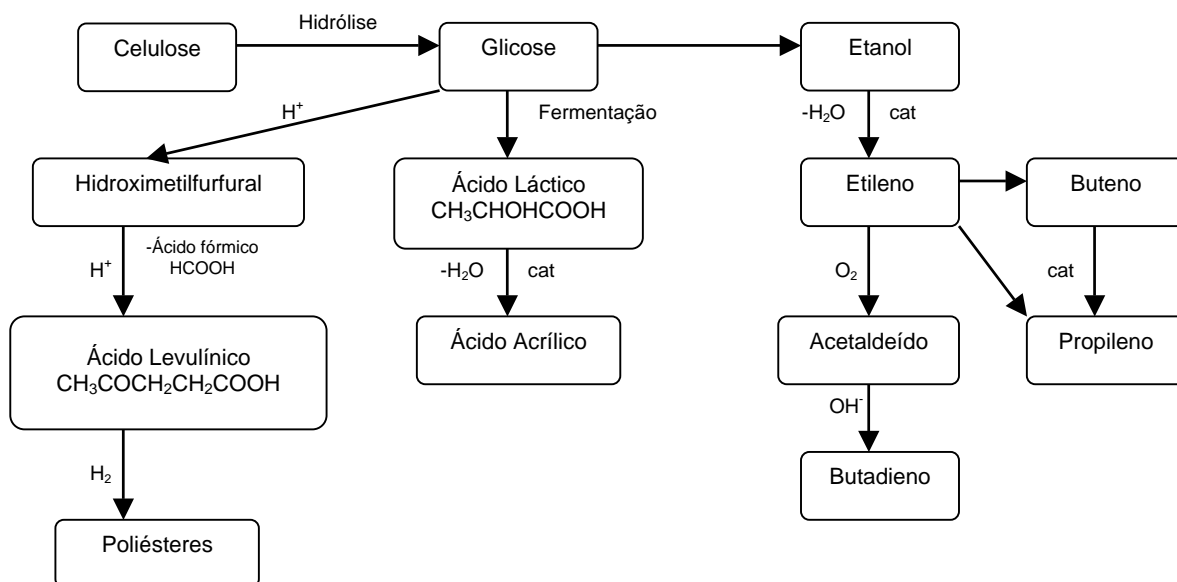 Hidrólise
Celulose
Glicose
Etanol
H⁺
Fermentação
-H₂O cat
Hidroximetilfurfural
Ácido Láctico
CH₃CHOHCOOH
Etileno
Buteno
-Ácido fórmico
HCOOH
H⁺
-H₂O cat
O₂
cat
Ácido Levulínico
CH₃COCH₂CH₂COOH
Ácido Acrílico
Acetaldeído
Propileno
OH⁻
H₂
Butadieno
Poliésteres